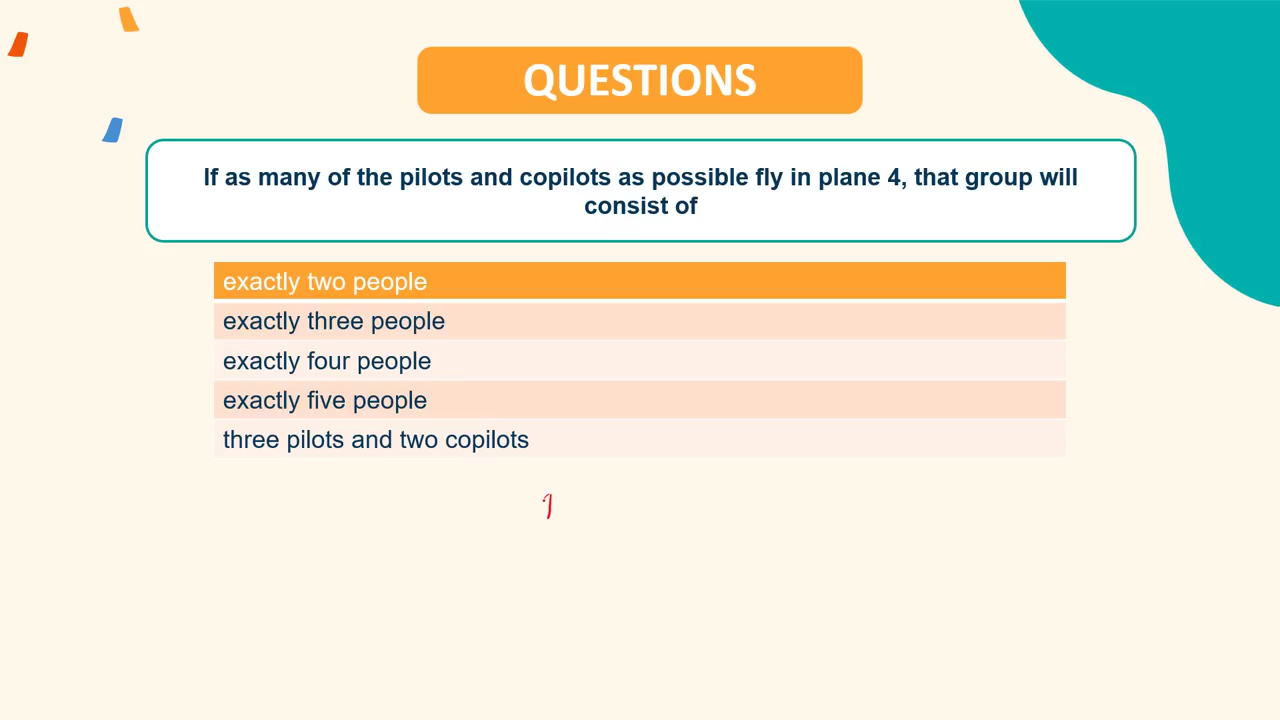 QUESTIONS
If as many of the pilots and copilots as possible fly in plane 4, that group will
consist of
exactly two people
exactly three people
exactly four people
exactly five people
three pilots and two copilots